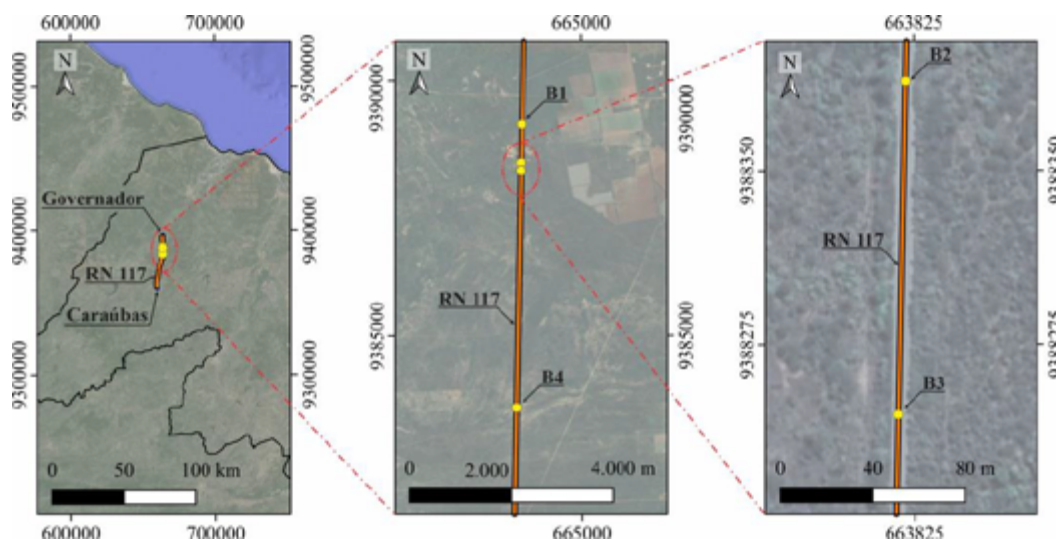 600000 700000
9500000
9400000
9300000
N
Governador
RN 117
Caraúbas
0 50 100 km
9500000
9400000
9300000
600000 700000
665000
9390000
9385000
N
B1
RN 117
B4
0 2.000 4.000 m
9390000
9385000
665000
663825
9388350
9388275
N
B2
RN 117
B3
0 40 80 m
9388350
9388275
663825